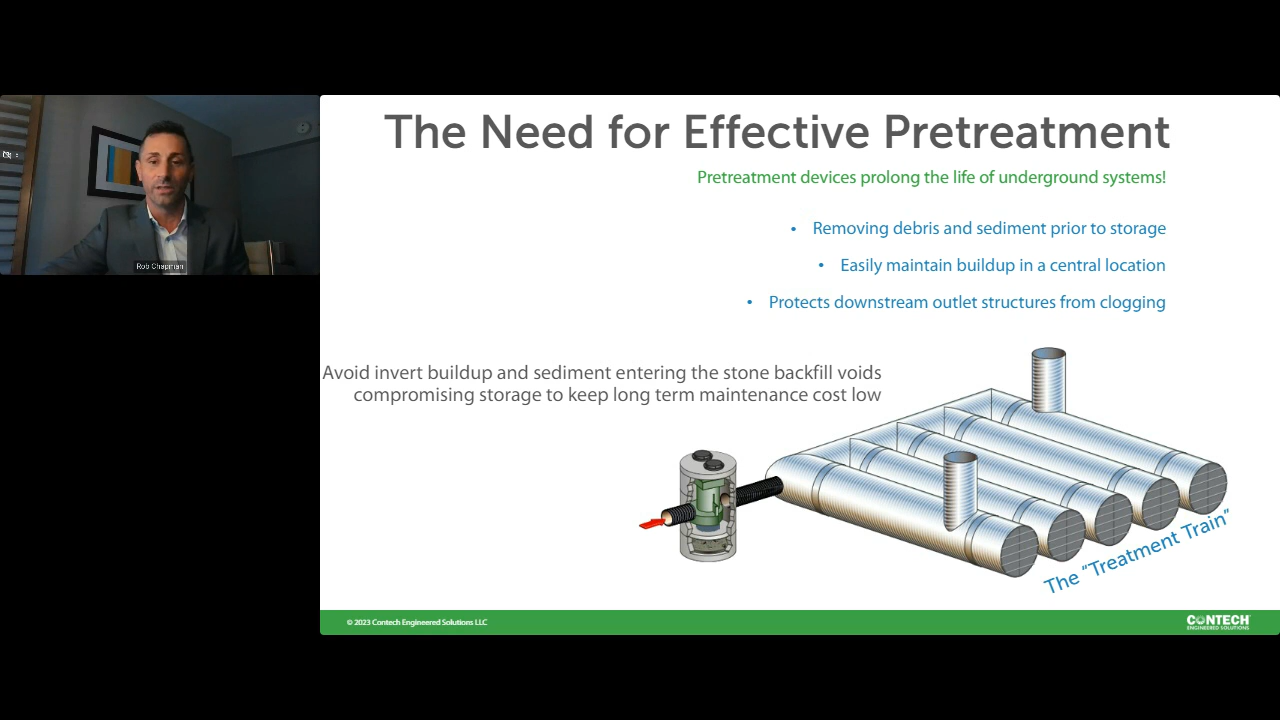 The Need for Effective Pretreatment
Pretreatment devices prolong the life of underground systems!
• Removing debris and sediment prior to storage
• Easily maintain buildup in a central location
• Protects downstream outlet structures from clogging
Avoid invert buildup and sediment entering the stone backfill voids
compromising storage to keep long term maintenance cost low
The "Treatment Train"
Rob Chapman
© 2023 Contech Engineered Solutions LLC
CONTECH
ENGINEERED SOLUTIONS